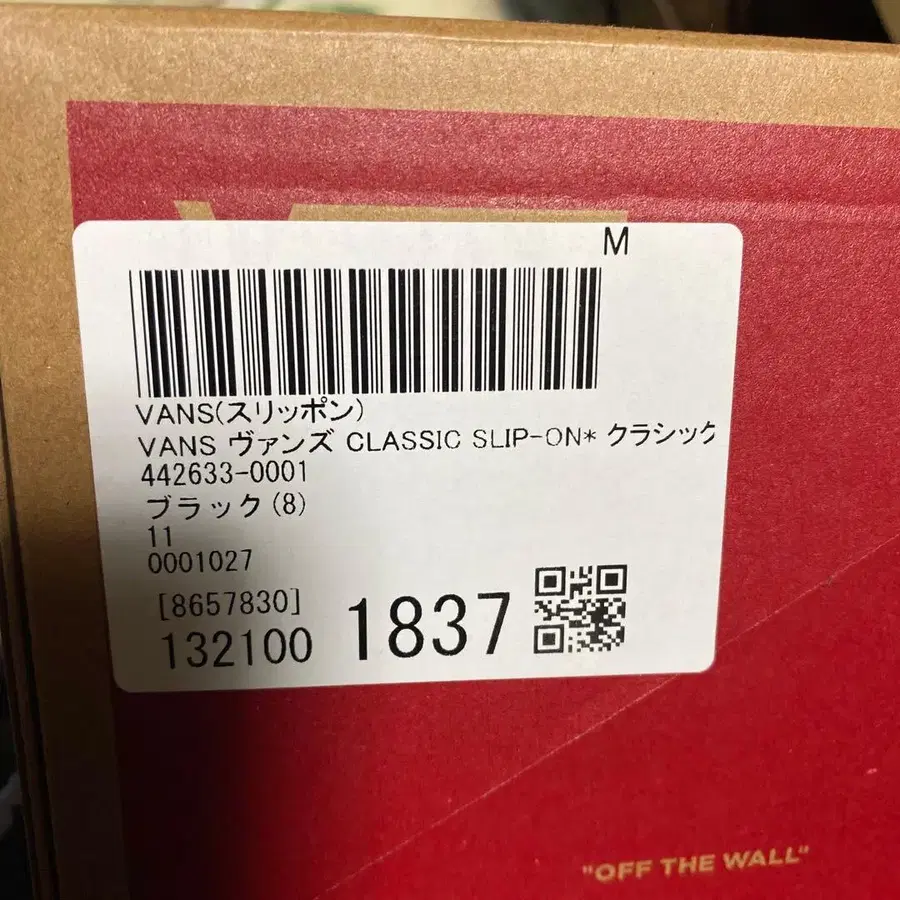 M
VANS(スリッポン)
VANS ヴァンズ CLASSIC SLIP-ON* クラシック
442633-0001
ブラック(8)
11
0001027
[8657830]
132100 1837
"OFF THE WALL"